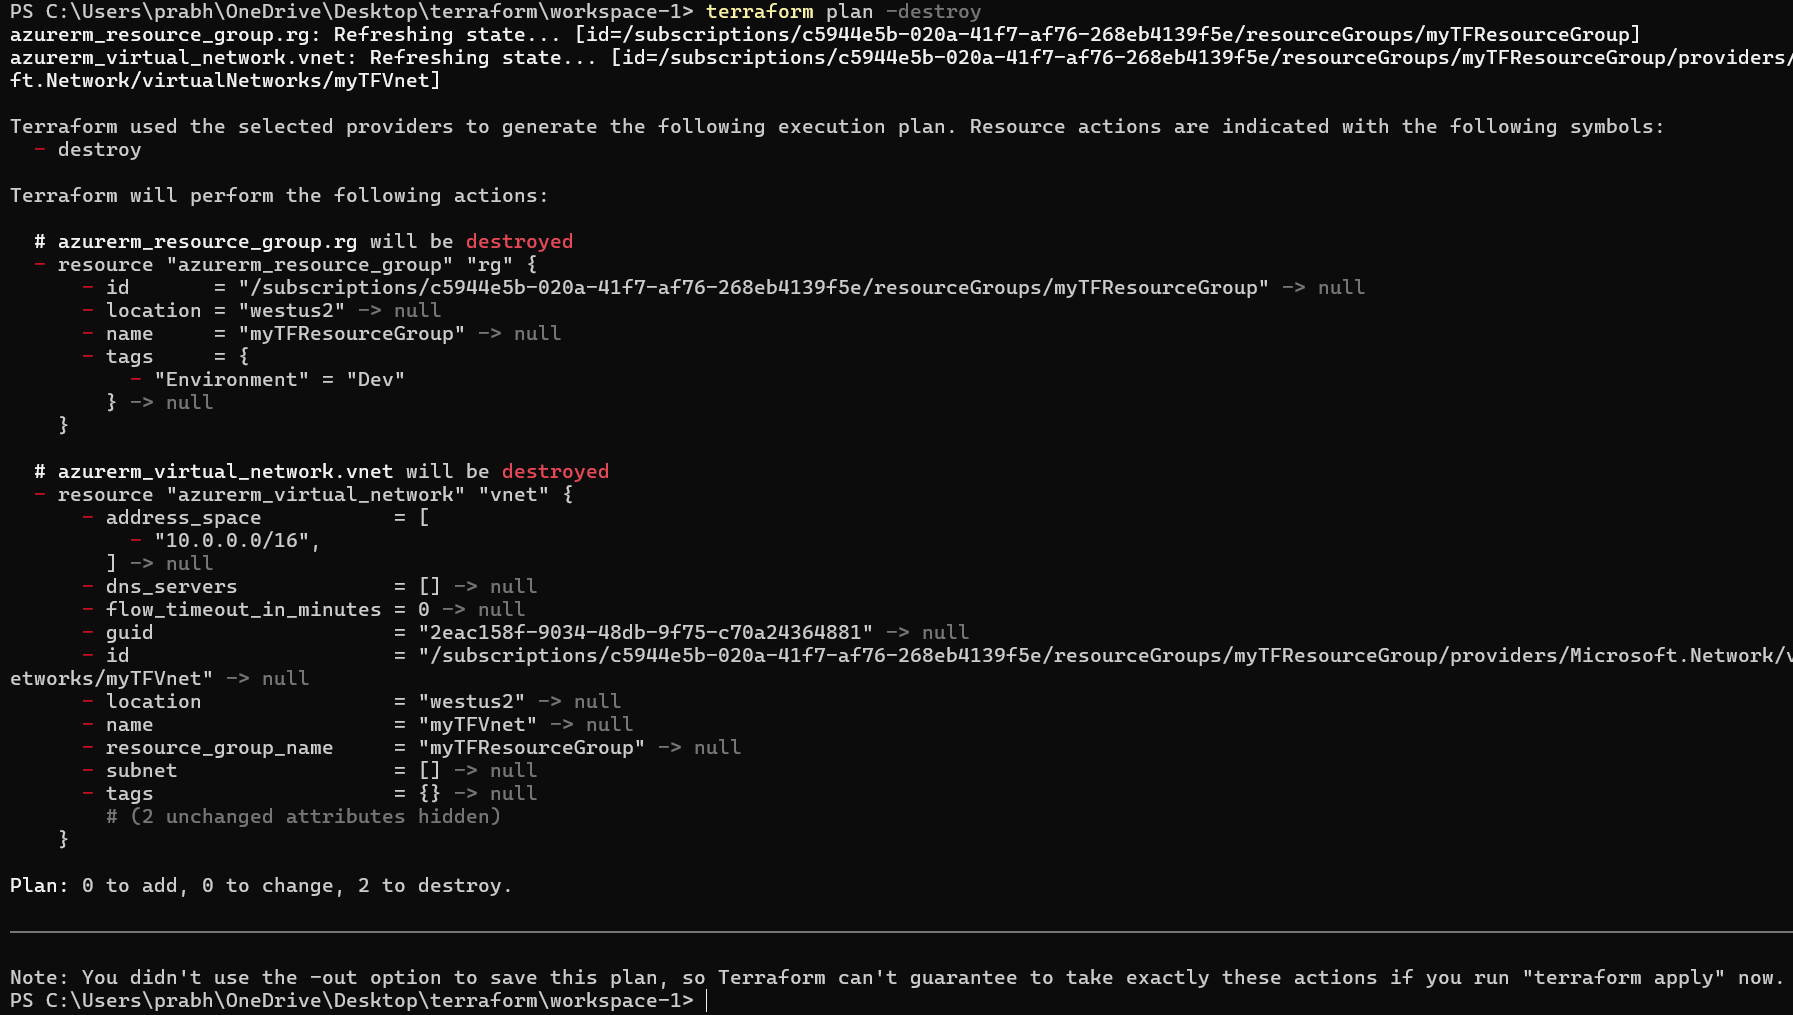 PS C:\Users\prabh\OneDrive\Desktop\terraform\workspace-1> terraform plan -destroy
azurerm_resource_group.rg: Refreshing state... [id=/subscriptions/c5944e5b-020a-41f7-af76-268eb4139f5e/resourceGroups/myTFResourceGroup]
azurerm_virtual_network.vnet: Refreshing state... [id=/subscriptions/c5944e5b-020a-41f7-af76-268eb4139f5e/resourceGroups/myTFResourceGroup/providers/
ft.Network/virtualNetworks/myTFVnet]

Terraform used the selected providers to generate the following execution plan. Resource actions are indicated with the following symbols:
  - destroy

Terraform will perform the following actions:

  # azurerm_resource_group.rg will be destroyed
  - resource "azurerm_resource_group" "rg" {
      - id       = "/subscriptions/c5944e5b-020a-41f7-af76-268eb4139f5e/resourceGroups/myTFResourceGroup" -> null
      - location = "westus2" -> null
      - name     = "myTFResourceGroup" -> null
      - tags     = {
          - "Environment" = "Dev"
        } -> null
    }

  # azurerm_virtual_network.vnet will be destroyed
  - resource "azurerm_virtual_network" "vnet" {
      - address_space           = [
          - "10.0.0.0/16",
        ] -> null
      - dns_servers             = [] -> null
      - flow_timeout_in_minutes = 0 -> null
      - guid                    = "2eac158f-9034-48db-9f75-c70a24364881" -> null
      - id                      = "/subscriptions/c5944e5b-020a-41f7-af76-268eb4139f5e/resourceGroups/myTFResourceGroup/providers/Microsoft.Network/v
etworks/myTFVnet" -> null
      - location                = "westus2" -> null
      - name                    = "myTFVnet" -> null
      - resource_group_name     = "myTFResourceGroup" -> null
      - subnet                  = [] -> null
      - tags                    = {} -> null
        # (2 unchanged attributes hidden)
    }

Plan: 0 to add, 0 to change, 2 to destroy.

Note: You didn't use the -out option to save this plan, so Terraform can't guarantee to take exactly these actions if you run "terraform apply" now.
PS C:\Users\prabh\OneDrive\Desktop\terraform\workspace-1>